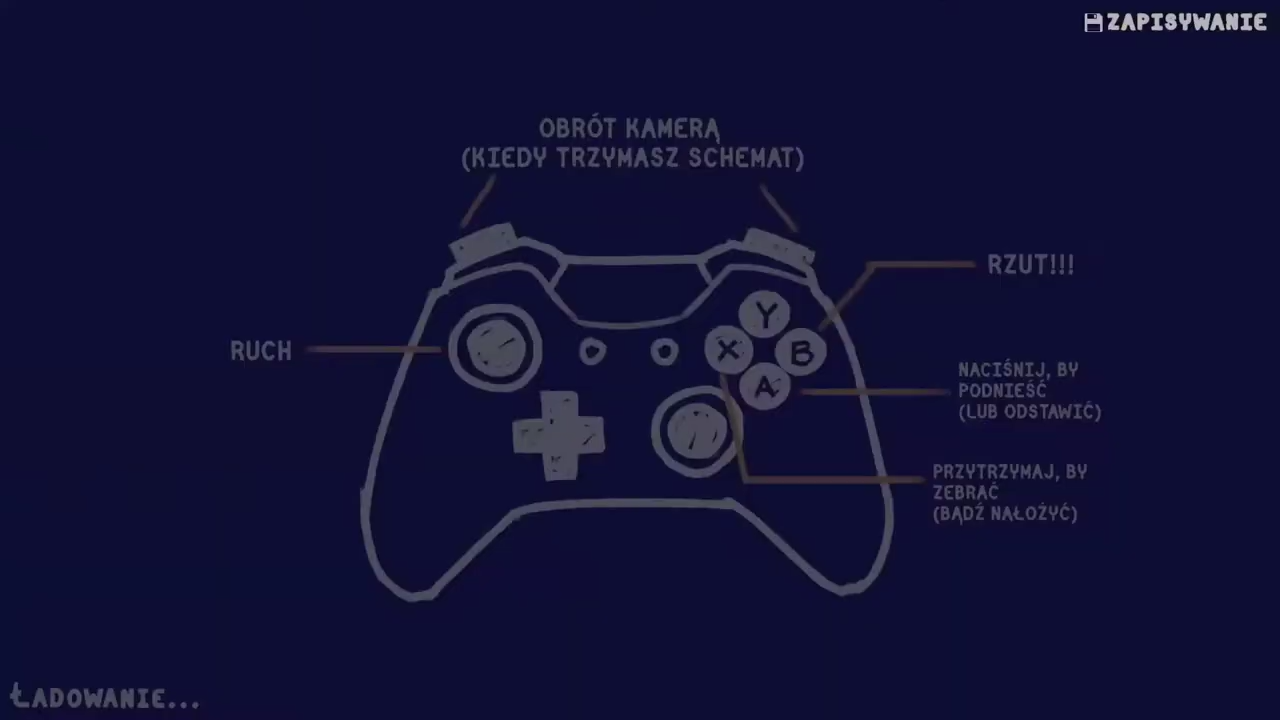 ZAPISYWANIE
OBRÓT KAMERĄ
(KIEDY TRZYMASZ SCHEMAT)
RZUT!!!
Y
X
B
A
RUCH
NACIŚNIJ, BY
PODNIEŚĆ
(LUB ODSTAWIĆ)
PRZYTRZYMAJ, BY
ZEBRAĆ
(BĄDŹ NAŁOŻYĆ)
ŁADOWANIE...